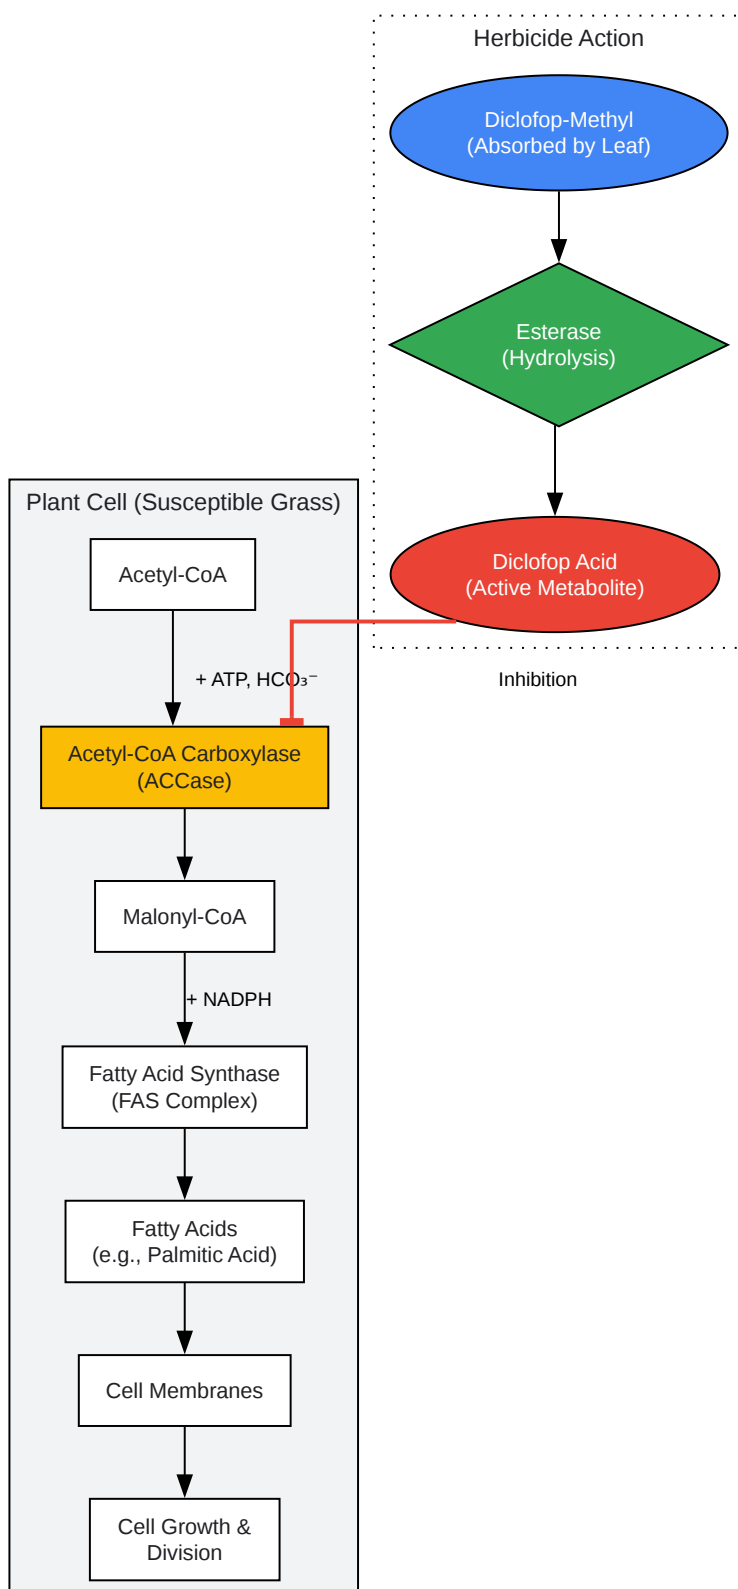 Herbicide Action
Diclofop-Methyl
(Absorbed by Leaf)
Esterase
(Hydrolysis)
Diclofop Acid
(Active Metabolite)
Inhibition
Plant Cell (Susceptible Grass)
Acetyl-CoA
+ ATP, HCO₃⁻
Acetyl-CoA Carboxylase
(ACCase)
Malonyl-CoA
+ NADPH
Fatty Acid Synthase
(FAS Complex)
Fatty Acids
(e.g., Palmitic Acid)
Cell Membranes
Cell Growth &
Division